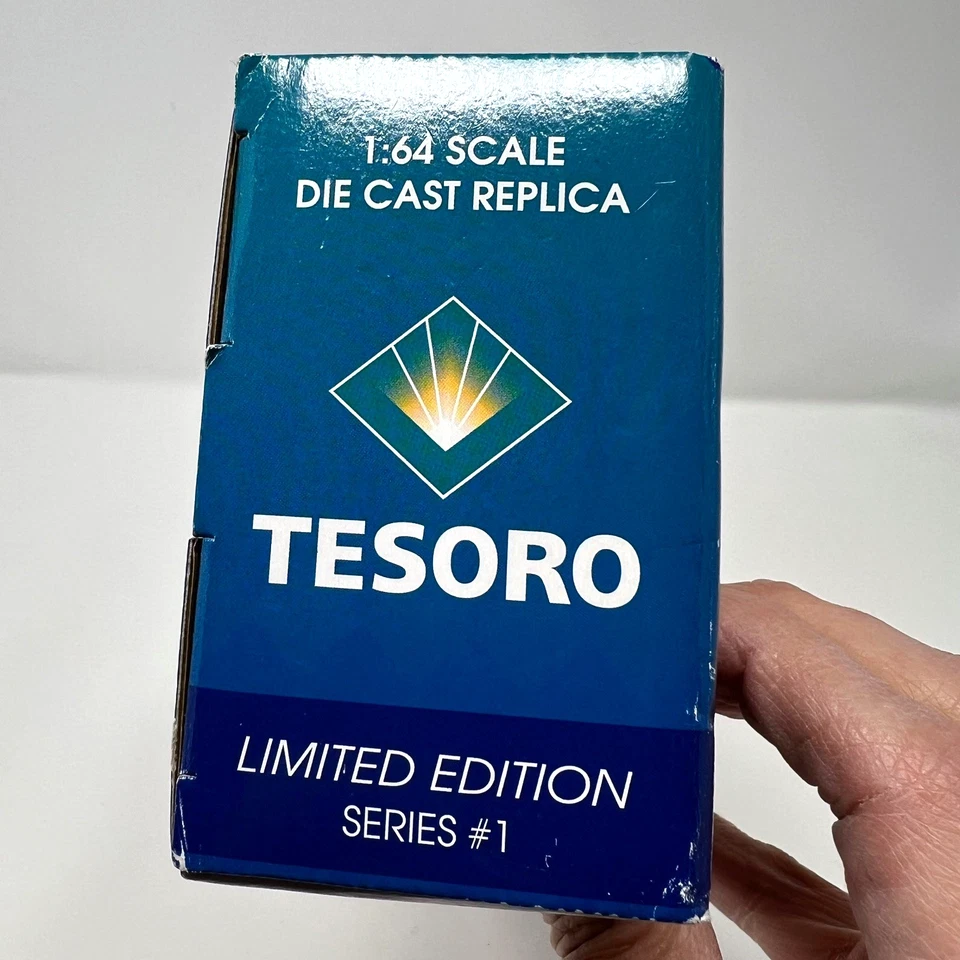 1:64 SCALE
DIE CAST REPLICA
TESORO
LIMITED EDITION
SERIES #1